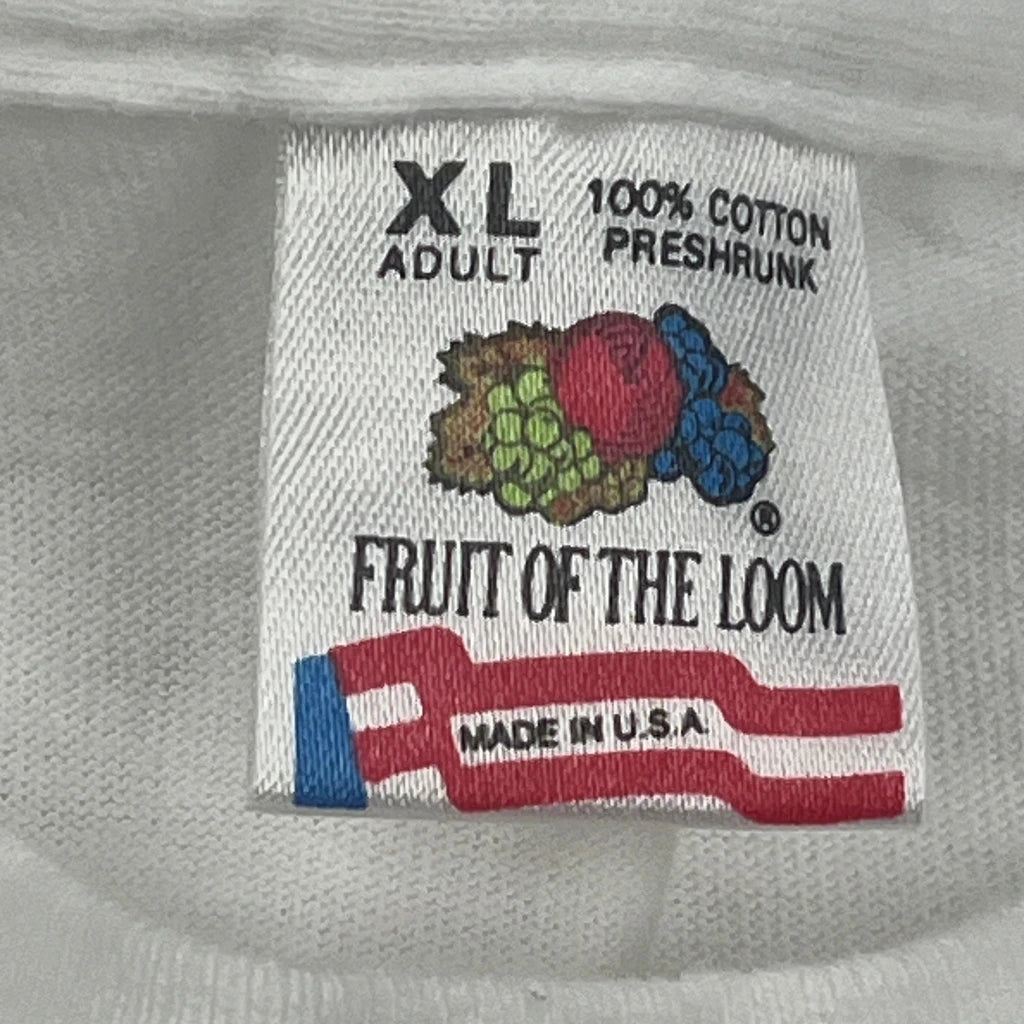 XL
ADULT
100% COTTON
PRESHRUNK
®
FRUIT OF THE LOOM
MADE IN U.S.A.